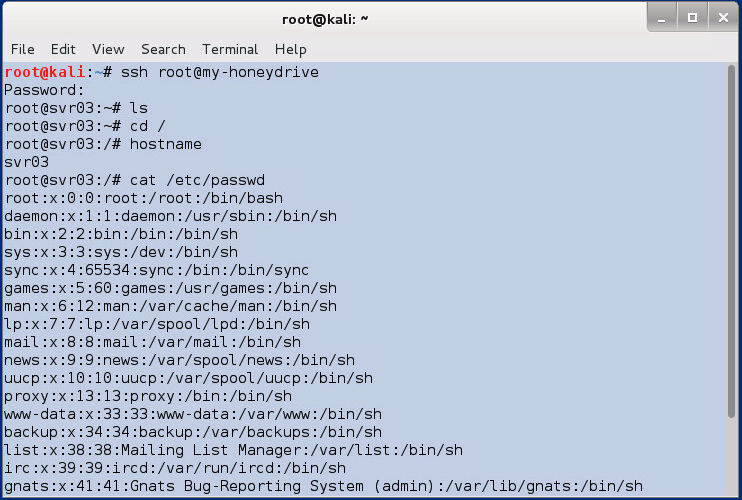 root@kali: ~
File Edit View Search Terminal Help
root@kali:~# ssh root@my-honeydrive
Password:
root@svr03:~# ls
root@svr03:~# cd /
root@svr03:/# hostname
svr03
root@svr03:/# cat /etc/passwd
root:x:0:0:root:/root:/bin/bash
daemon:x:1:1:daemon:/usr/sbin:/bin/sh
bin:x:2:2:bin:/bin:/bin/sh
sys:x:3:3:sys:/dev:/bin/sh
sync:x:4:65534:sync:/bin:/bin/sync
games:x:5:60:games:/usr/games:/bin/sh
man:x:6:12:man:/var/cache/man:/bin/sh
lp:x:7:7:lp:/var/spool/lpd:/bin/sh
mail:x:8:8:mail:/var/mail:/bin/sh
news:x:9:9:news:/var/spool/news:/bin/sh
uucp:x:10:10:uucp:/var/spool/uucp:/bin/sh
proxy:x:13:13:proxy:/bin:/bin/sh
www-data:x:33:33:www-data:/var/www:/bin/sh
backup:x:34:34:backup:/var/backups:/bin/sh
list:x:38:38:Mailing List Manager:/var/list:/bin/sh
irc:x:39:39:ircd:/var/run/ircd:/bin/sh
gnats:x:41:41:Gnats Bug-Reporting System (admin):/var/lib/gnats:/bin/sh